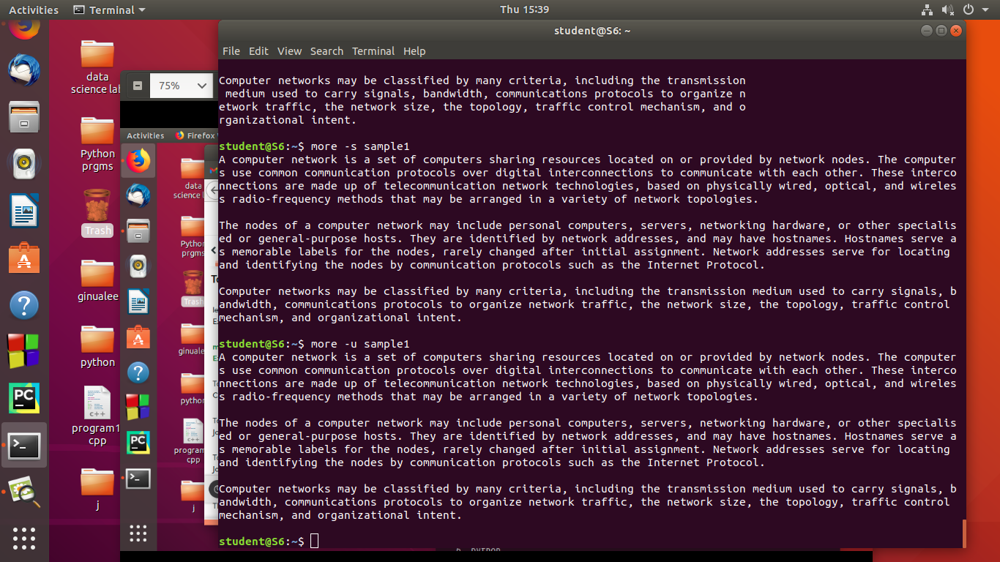 Activities
Terminal
Thu 15:39
student@S6: ~
File Edit View Search Terminal Help
Computer networks may be classified by many criteria, including the transmission
 medium used to carry signals, bandwidth, communications protocols to organize n
etwork traffic, the network size, the topology, traffic control mechanism, and o
rganizational intent.
student@S6:~$ more -s sample1
A computer network is a set of computers sharing resources located on or provided by network nodes. The computer
s use common communication protocols over digital interconnections to communicate with each other. These interco
nnections are made up of telecommunication network technologies, based on physically wired, optical, and wireles
s radio-frequency methods that may be arranged in a variety of network topologies.
The nodes of a computer network may include personal computers, servers, networking hardware, or other specialis
ed or general-purpose hosts. They are identified by network addresses, and may have hostnames. Hostnames serve a
s memorable labels for the nodes, rarely changed after initial assignment. Network addresses serve for locating
and identifying the nodes by communication protocols such as the Internet Protocol.
Computer networks may be classified by many criteria, including the transmission medium used to carry signals, b
andwidth, communications protocols to organize network traffic, the network size, the topology, traffic control
mechanism, and organizational intent.
student@S6:~$ more -u sample1
A computer network is a set of computers sharing resources located on or provided by network nodes. The computer
s use common communication protocols over digital interconnections to communicate with each other. These interco
nnections are made up of telecommunication network technologies, based on physically wired, optical, and wireles
s radio-frequency methods that may be arranged in a variety of network topologies.
The nodes of a computer network may include personal computers, servers, networking hardware, or other specialis
ed or general-purpose hosts. They are identified by network addresses, and may have hostnames. Hostnames serve a
s memorable labels for the nodes, rarely changed after initial assignment. Network addresses serve for locating
and identifying the nodes by communication protocols such as the Internet Protocol.
Computer networks may be classified by many criteria, including the transmission medium used to carry signals, b
andwidth, communications protocols to organize network traffic, the network size, the topology, traffic control
mechanism, and organizational intent.
student@S6:~$
data
science lab
Python
prgms
Trash
ginualee
python
program1
cpp
j
PC
C++
75%
Activities
Firefox
data
science
Python
prgms
Trash
ginuale
python
program
cpp
j
PC